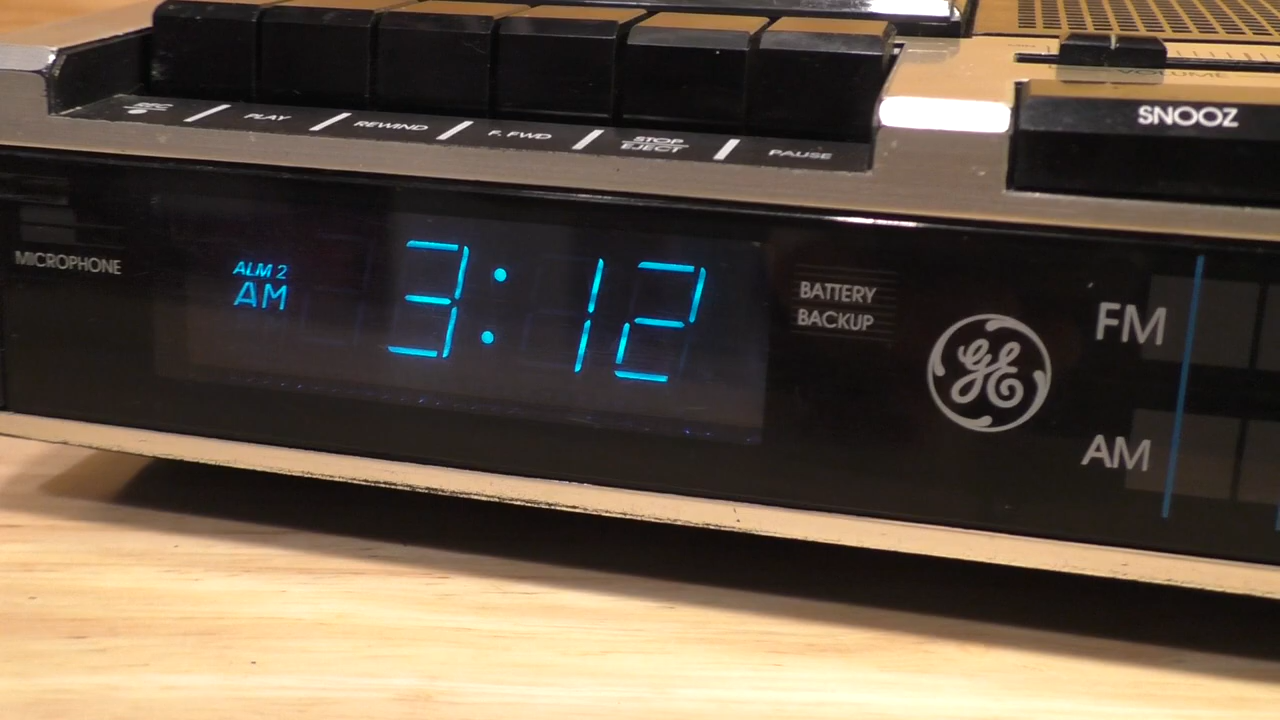 REC
PLAY
REWIND
F. FWD
STOP
EJECT
PAUSE
VOLUME
SNOOZ
MICROPHONE
ALM 2
AM
3:12
BATTERY
BACKUP
GE
FM
AM